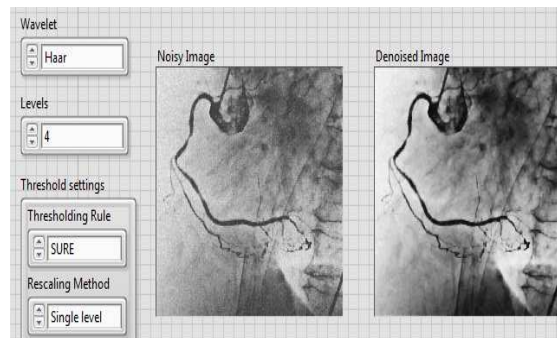 Wavelet
Haar
Levels
4
Threshold settings
Thresholding Rule
SURE
Rescaling Method
Single level
Noisy Image
Denoised Image